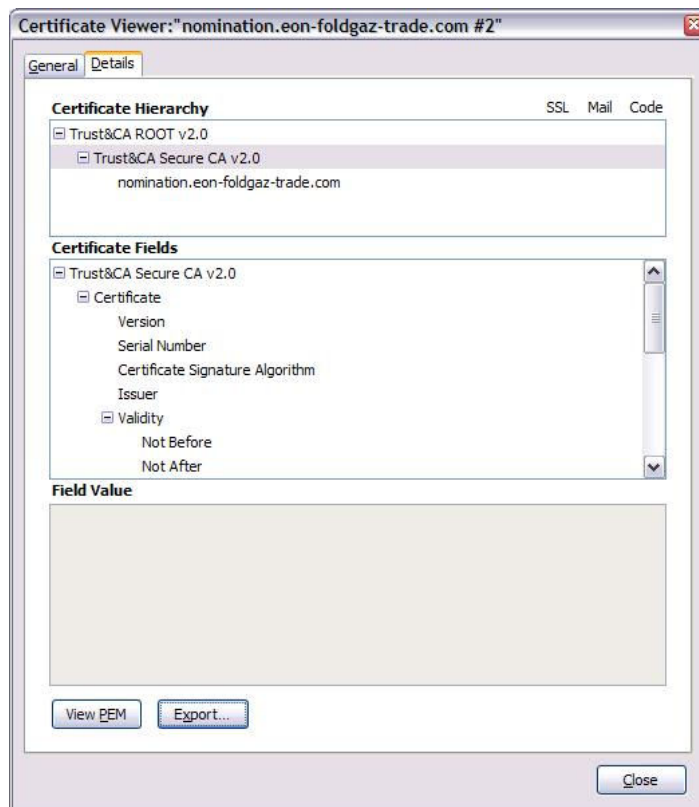 Certificate Viewer:"nomination.eon-foldgaz-trade.com #2"
General Details
Certificate Hierarchy SSL Mail Code
Trust&CA ROOT v2.0
Trust&CA Secure CA v2.0
nomination.eon-foldgaz-trade.com
Certificate Fields
Trust&CA Secure CA v2.0
Certificate
Version
Serial Number
Certificate Signature Algorithm
Issuer
Validity
Not Before
Not After
Field Value
View PEM Export...
Close